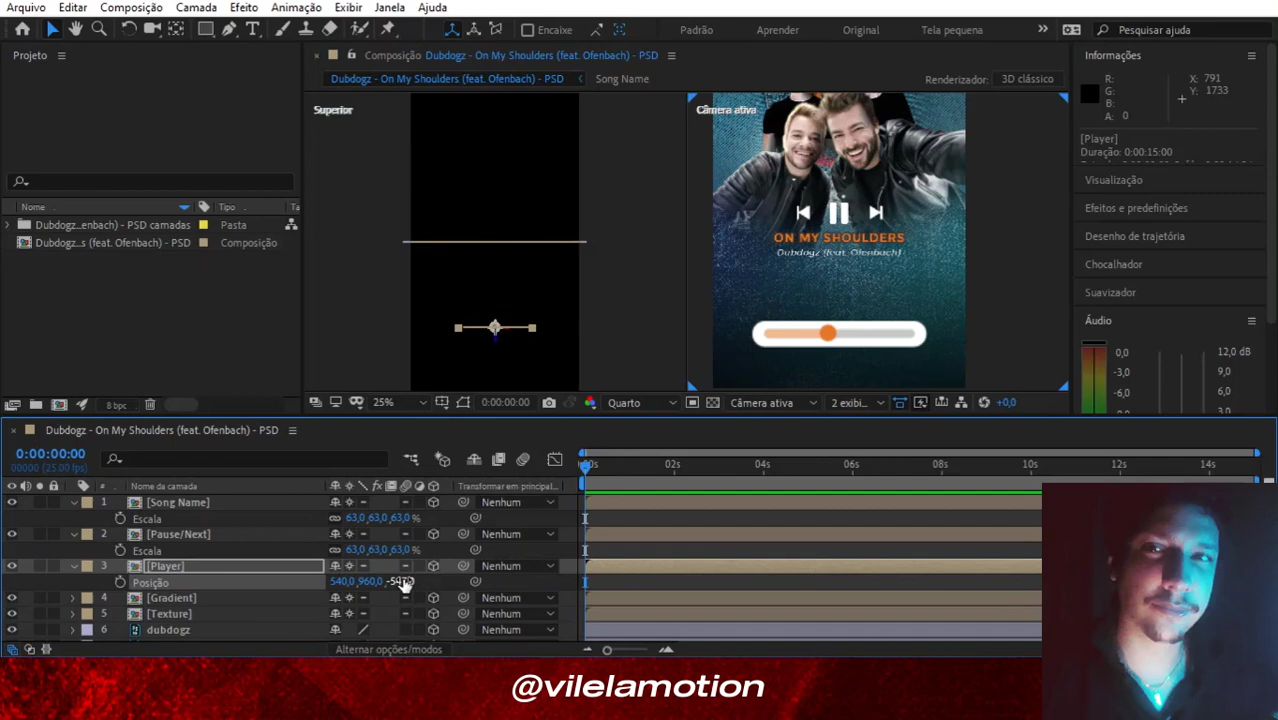 Arquivo Editar Composição Camada Efeito Animação Exibir Janela Ajuda
Encaixe Padrão Aprender Original Tela pequena Pesquisar ajuda
Projeto
Nome Tipo Ta
Dubdogz_enbach) - PSD camadas Pasta
Dubdogz_s (feat. Ofenbach) - PSD Composição
8 bpc
Composição Dubdogz - On My Shoulders (feat. Ofenbach) - PSD
Dubdogz - On My Shoulders (feat. Ofenbach) - PSD Song Name
Renderizador: 3D clássico
Superior
Câmera ativa
ON MY SHOULDERS
Dubdogz (feat. Ofenbach)
25% 0:00:00:00 Quarto Câmera ativa 2 exibi... +0,0
Informações
R: X: 791
G: Y: 1733
B:
A: 0
[Player]
Duração: 0:00:15:00
Visualização
Efeitos e predefinições
Desenho de trajetória
Chocalhador
Suavizador
Áudio
0,0 12,0 dB
-3,0 9,0
-6,0 6,0
3,0
Dubdogz - On My Shoulders (feat. Ofenbach) - PSD
0:00:00:00
00000 (25.00 fps)
00s 02s 04s 06s 08s 10s 12s 14s
# Nome da camada Transformar em principal...
1 [Song Name] Nenhum
Escala 63,0,63,0,63,0 %
2 [Pause/Next] Nenhum
Escala 63,0,63,0,63,0 %
3 [Player] Nenhum
Posição 540,0,960,0
4 [Gradient] Nenhum
5 [Texture] Nenhum
6 dubdogz Nenhum
Alternar opções/modos
@vilelamotion